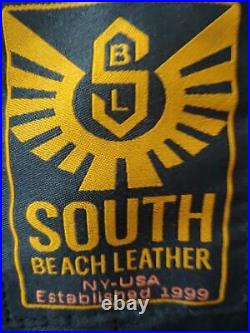 B
S
L
SOUTH
BEACH LEATHER
NY-USA
Established 1999